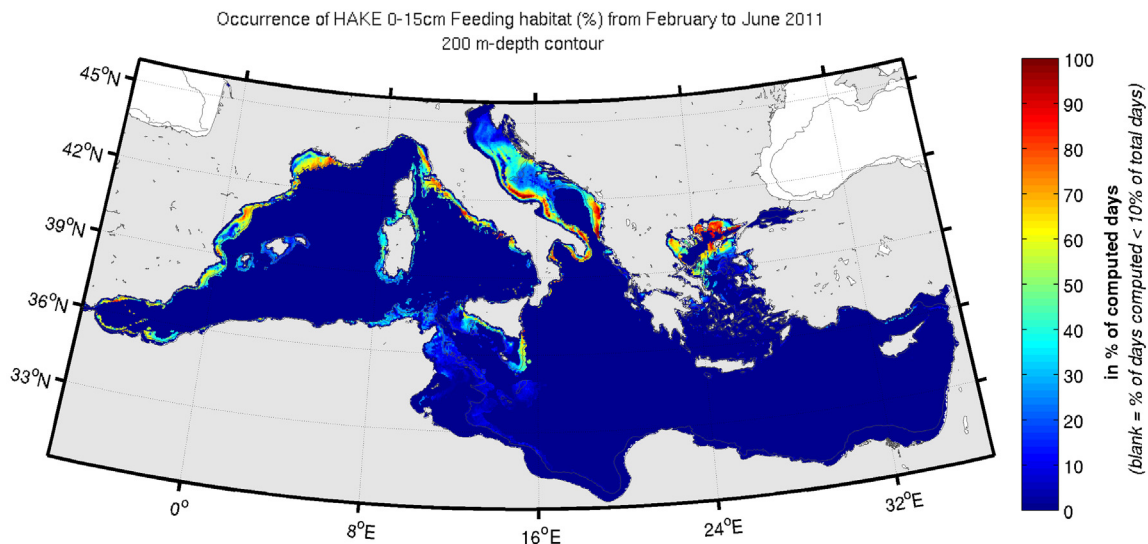 Occurrence of HAKE 0-15cm Feeding habitat (%) from February to June 2011
200 m-depth contour
45°N
42°N
39°N
36°N
33°N
0°
8°E
16°E
24°E
32°E
100
90
80
70
60
50
40
30
20
10
0
in % of computed days
(blank = % of days computed < 10% of total days)